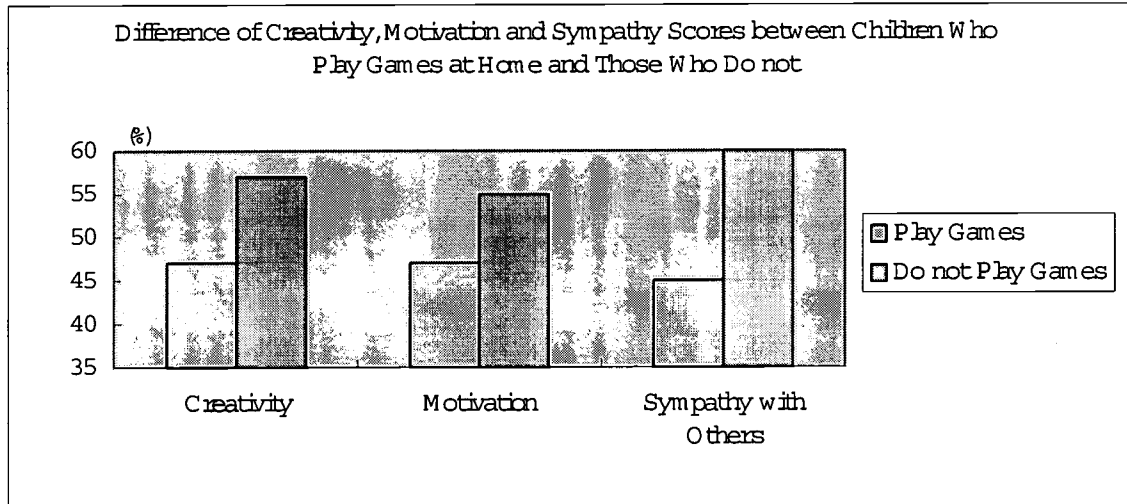 Difference of Creativity, Motivation and Sympathy Scores between Children Who
Play Games at Home and Those Who Do not
(%)
60
55
50
45
40
35
Creativity
Motivation
Sympathy with
Others
Play Games
Do not Play Games